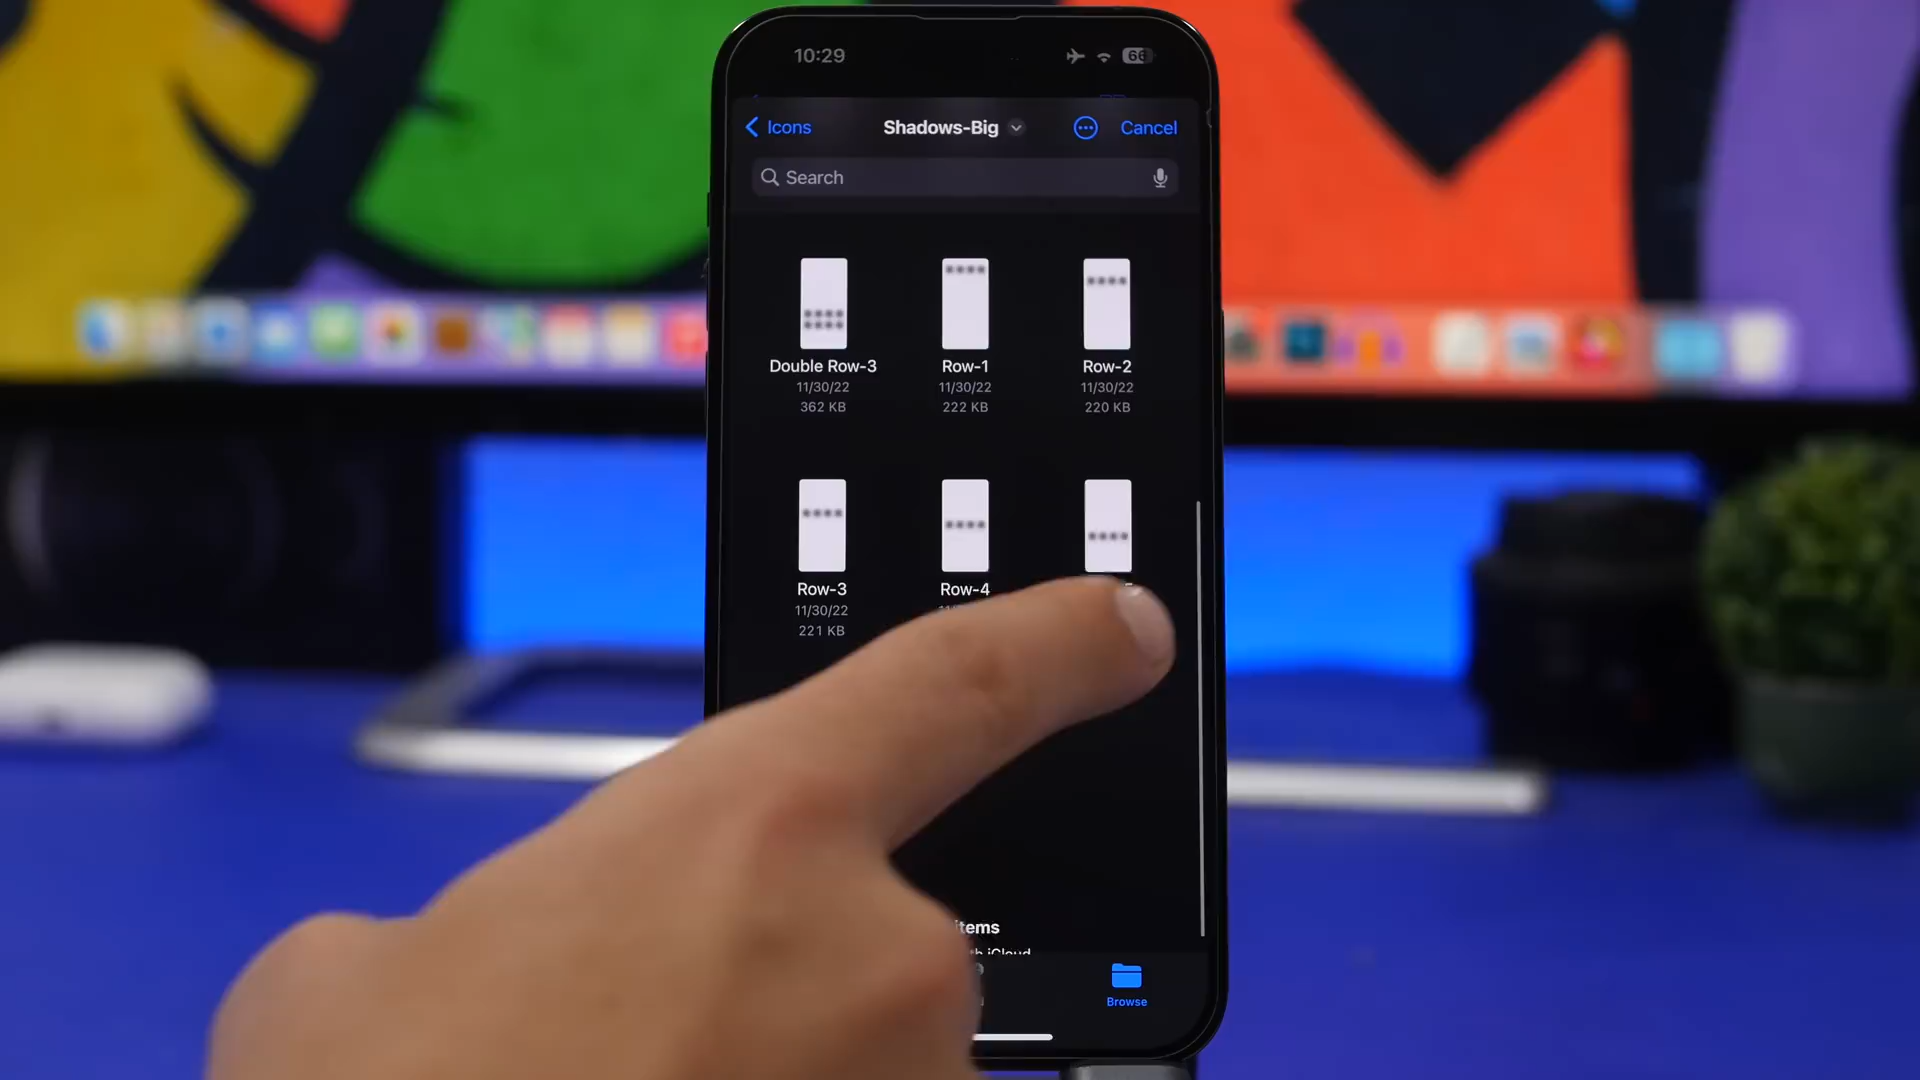 10:29
66
Icons
Shadows-Big
Cancel
Search
Double Row-3
Row-1
Row-2
11/30/22
11/30/22
11/30/22
362 KB
222 KB
220 KB
Row-3
Row-4
11/30/22
221 KB
items
iCloud
Browse